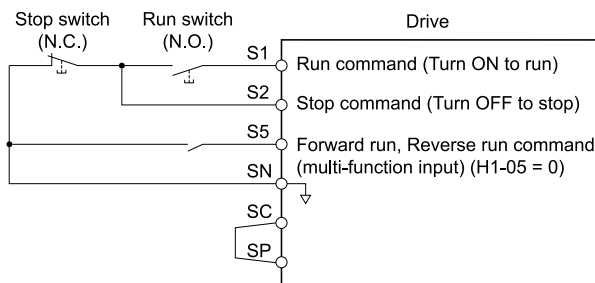 Stop switch
(N.C.)
Run switch
(N.O.)
Drive
S1
Run command (Turn ON to run)
S2
Stop command (Turn OFF to stop)
S5
Forward run, Reverse run command
(multi-function input) (H1-05 = 0)
SN
SC
SP